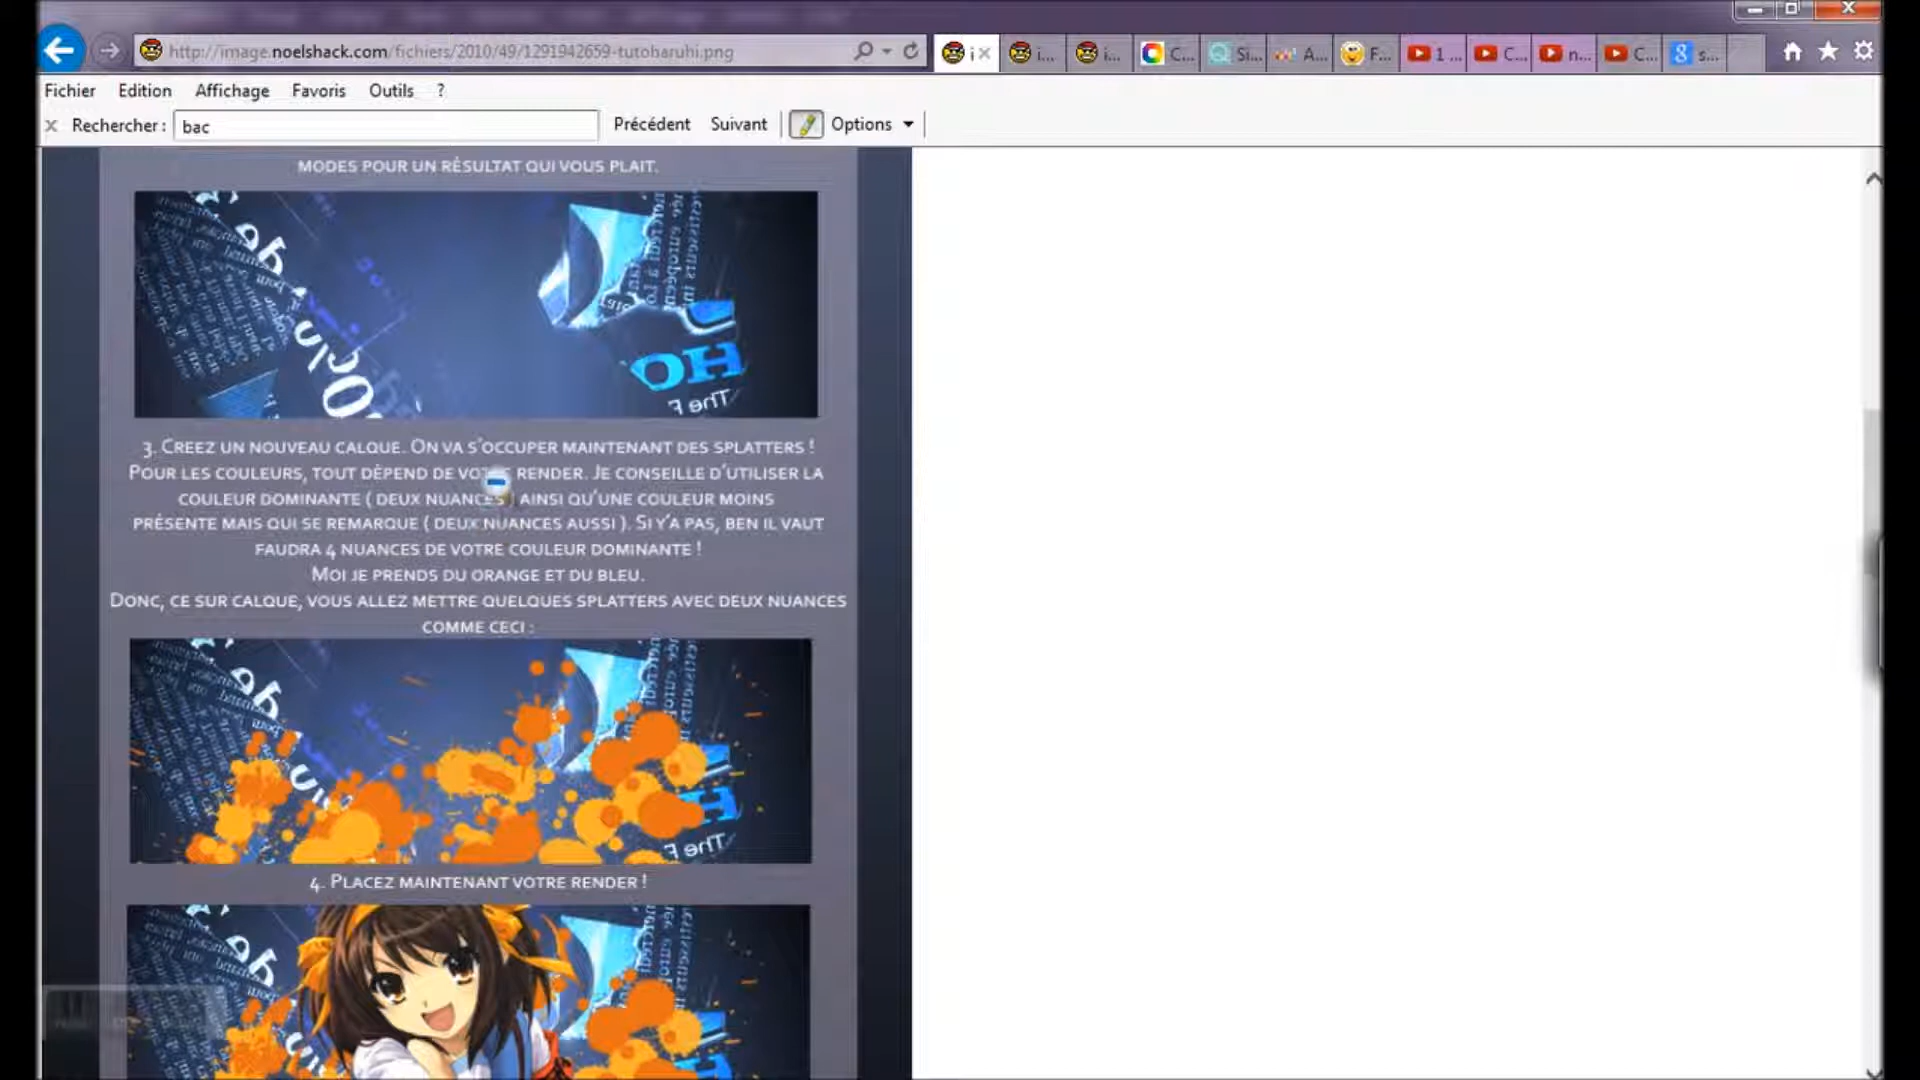 http://image.noelshack.com/fichiers/2010/49/1291942659-tutoharuhi.png
i
i...
i...
C...
Si...
A...
F...
1 ...
C...
n...
C...
s...
Fichier Edition Affichage Favoris Outils ?
Rechercher : bac Précédent Suivant Options
MODES POUR UN RÉSULTAT QUI VOUS PLAIT.
OH
The F
3. CREEZ UN NOUVEAU CALQUE. ON VA S'OCCUPER MAINTENANT DES SPLATTERS !
POUR LES COULEURS, TOUT DÉPEND DE VOTRE RENDER. JE CONSEILLE D'UTILISER LA
COULEUR DOMINANTE ( DEUX NUANCES ) AINSI QU'UNE COULEUR MOINS
PRÉSENTE MAIS QUI SE REMARQUE ( DEUX NUANCES AUSSI ). SI Y'A PAS, BEN IL VAUT
FAUDRA 4 NUANCES DE VOTRE COULEUR DOMINANTE !
MOI JE PRENDS DU ORANGE ET DU BLEU.
DONC, CE SUR CALQUE, VOUS ALLEZ METTRE QUELQUES SPLATTERS AVEC DEUX NUANCES
COMME CECI :
The F
4. PLACEZ MAINTENANT VOTRE RENDER !